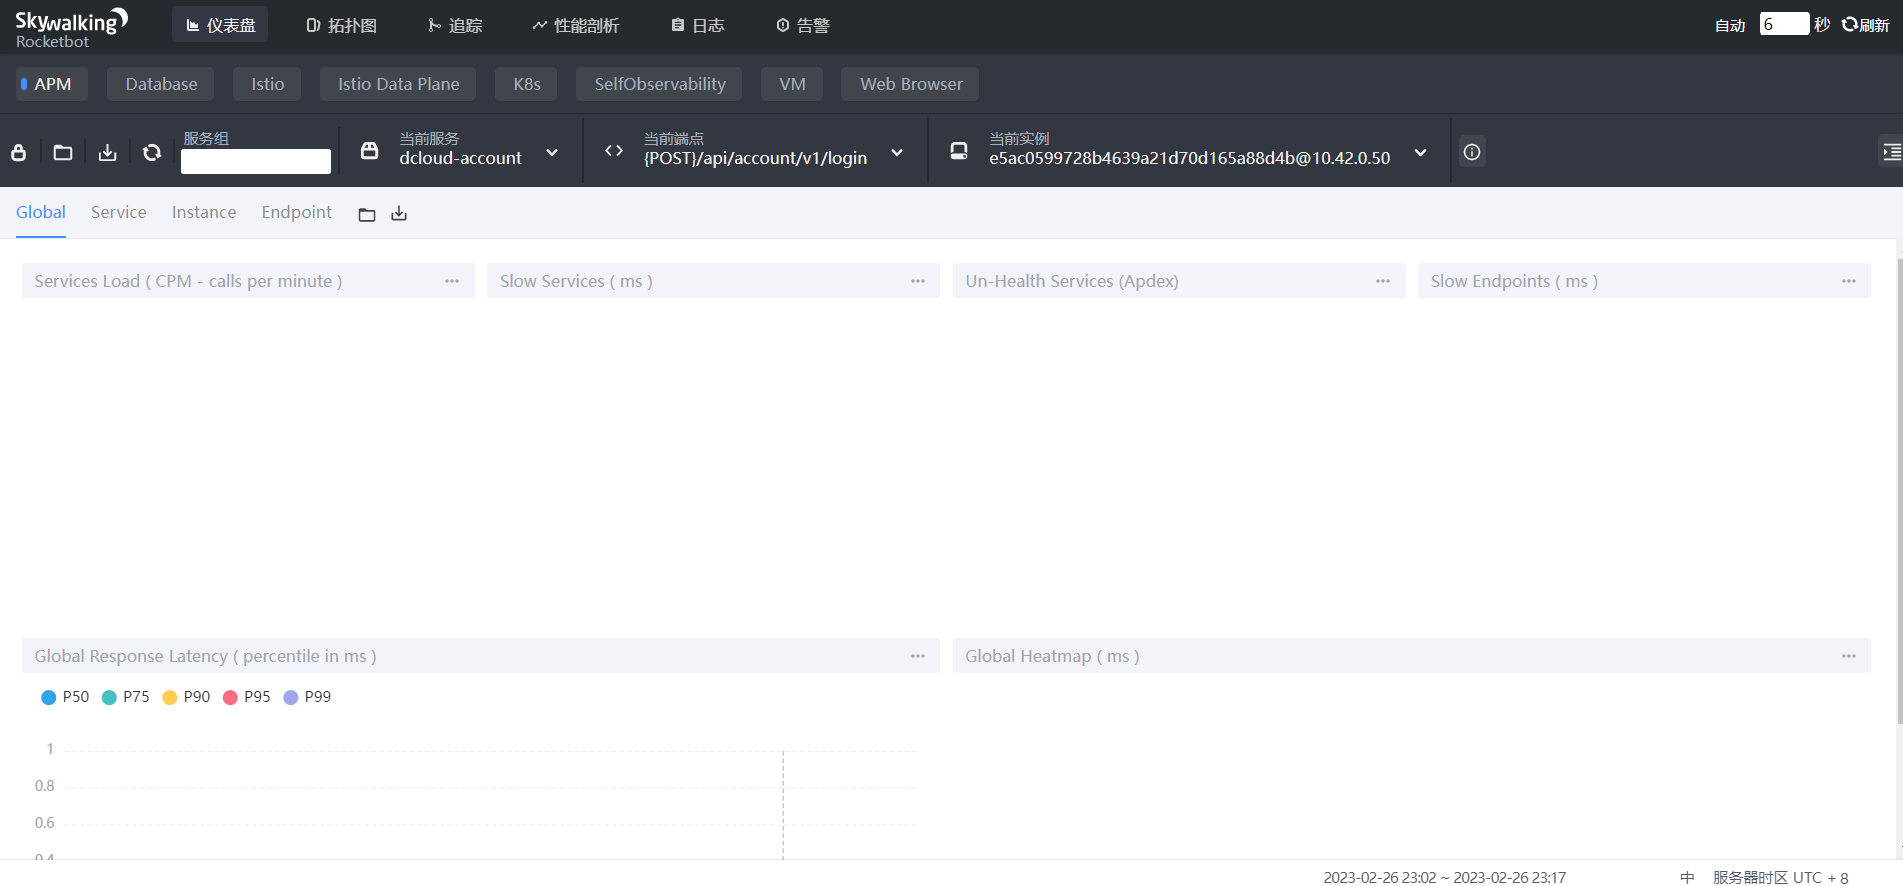 Skywalking
Rocketbot
仪表盘 拓扑图 追踪 性能剖析 日志 告警 自动 6 秒 刷新
APM Database Istio Istio Data Plane K8s SelfObservability VM Web Browser
服务组 当前服务 当前端点 当前实例
dcloud-account {POST}/api/account/v1/login e5ac0599728b4639a21d70d165a88d4b@10.42.0.50
Global Service Instance Endpoint
Services Load ( CPM - calls per minute ) Slow Services ( ms ) Un-Health Services (Apdex) Slow Endpoints ( ms )
Global Response Latency ( percentile in ms ) Global Heatmap ( ms )
P50 P75 P90 P95 P99
1
0.8
0.6
0.4
2023-02-26 23:02 ~ 2023-02-26 23:17 中 服务器时区 UTC + 8